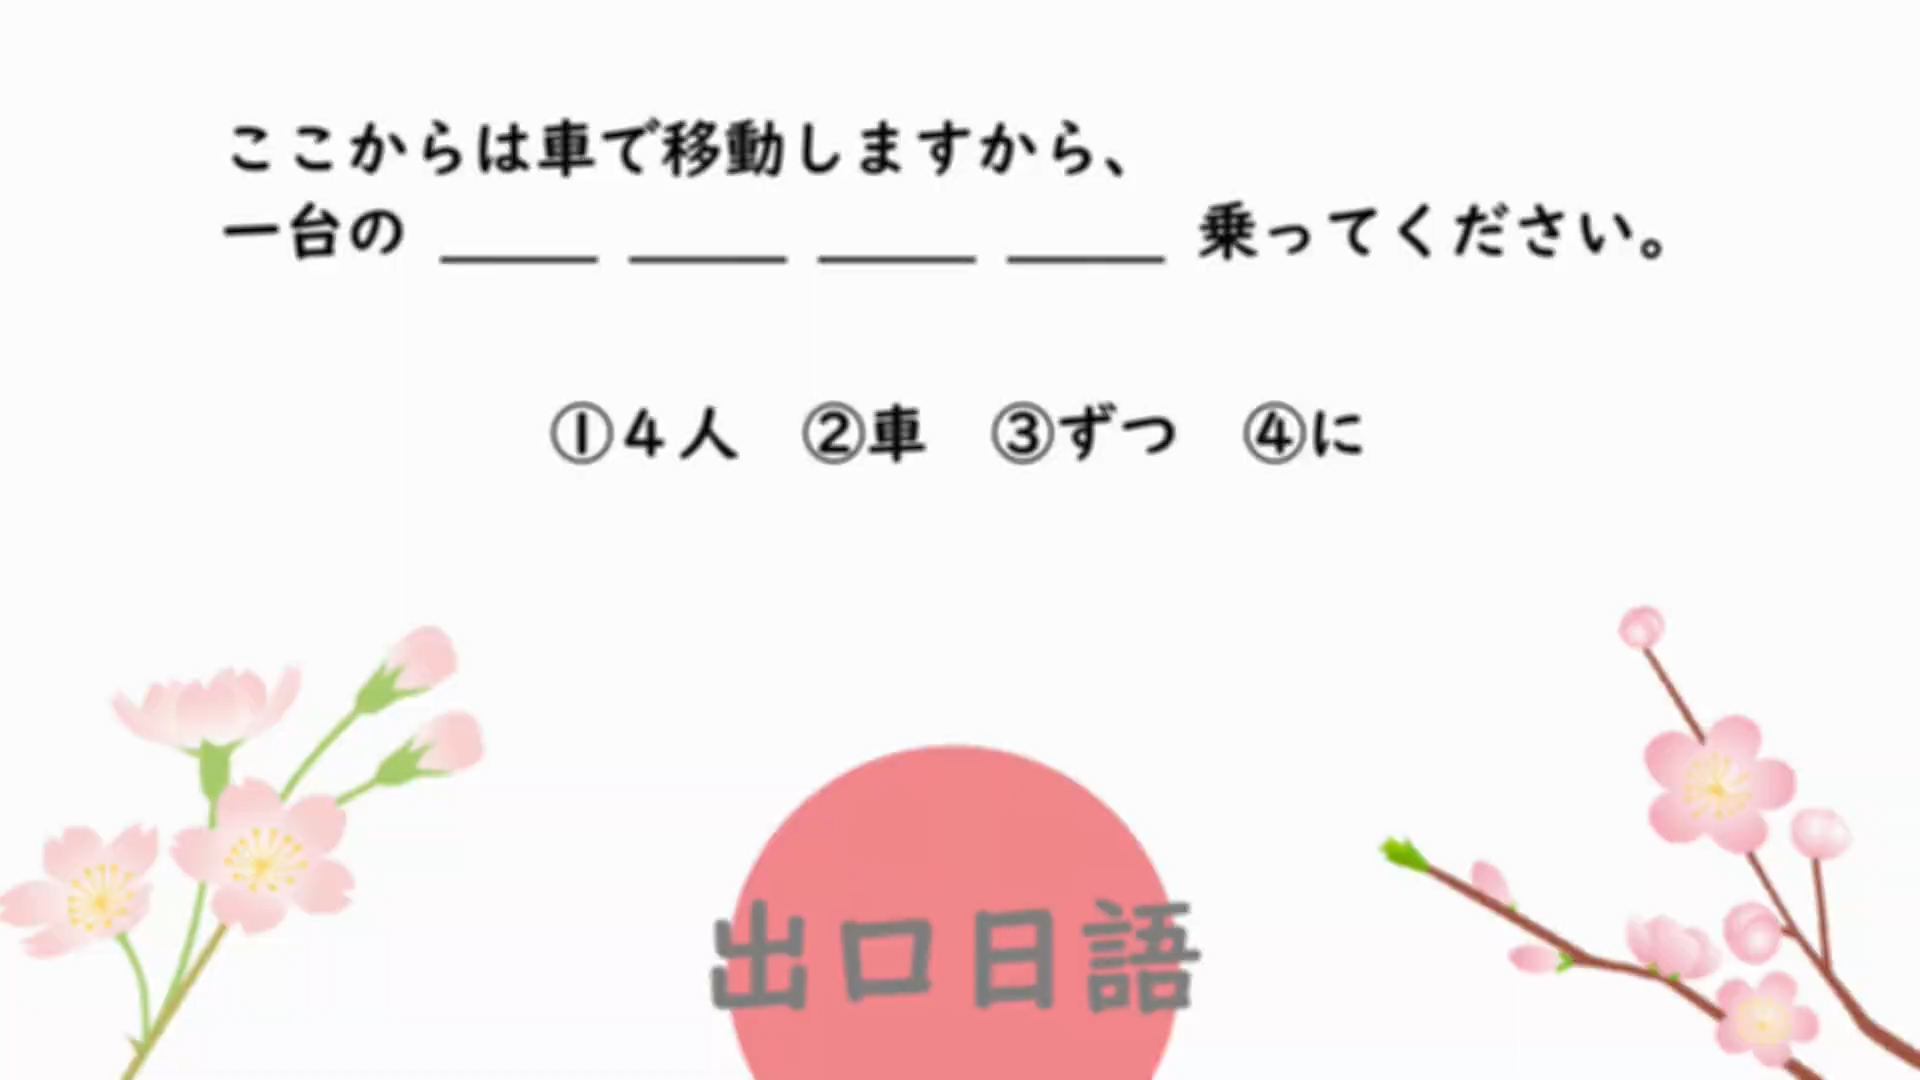 ここからは車で移動しますから、
一台の ＿＿＿ ＿＿＿ ＿＿＿ ＿＿＿ 乗ってください。
①４人　②車　③ずつ　④に
出口日語